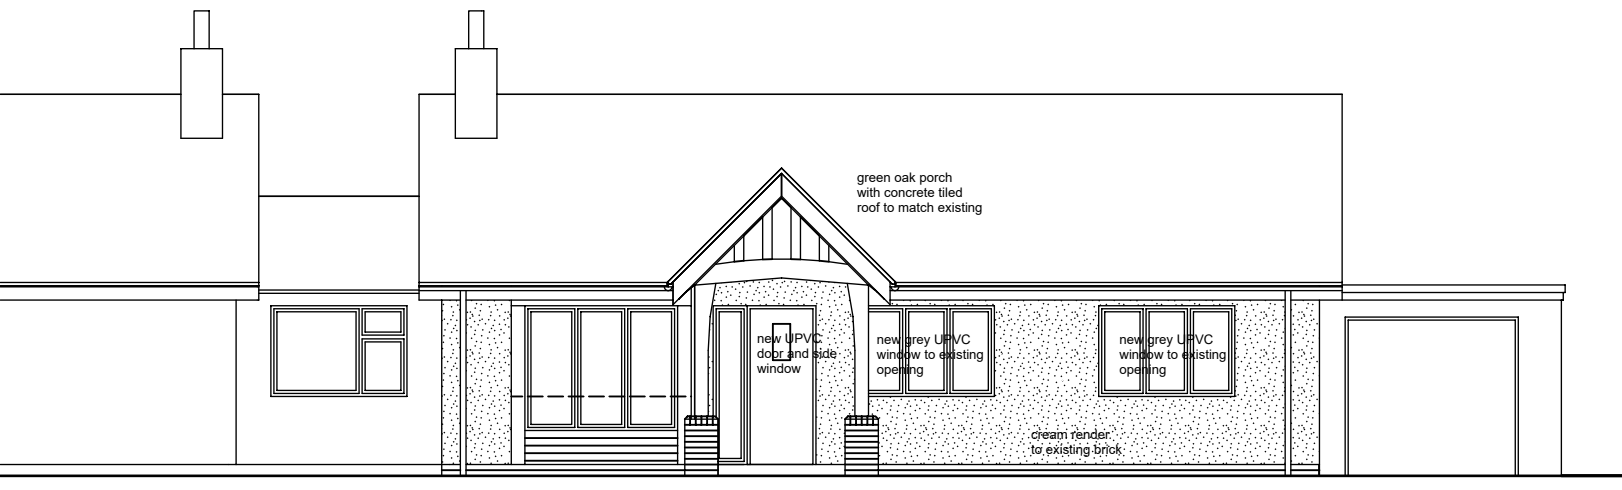 green oak porch
with concrete tiled
roof to match existing
new UPVC
door and side
window
new grey UPVC
window to existing
opening
new grey UPVC
window to existing
opening
cream render
to existing brick